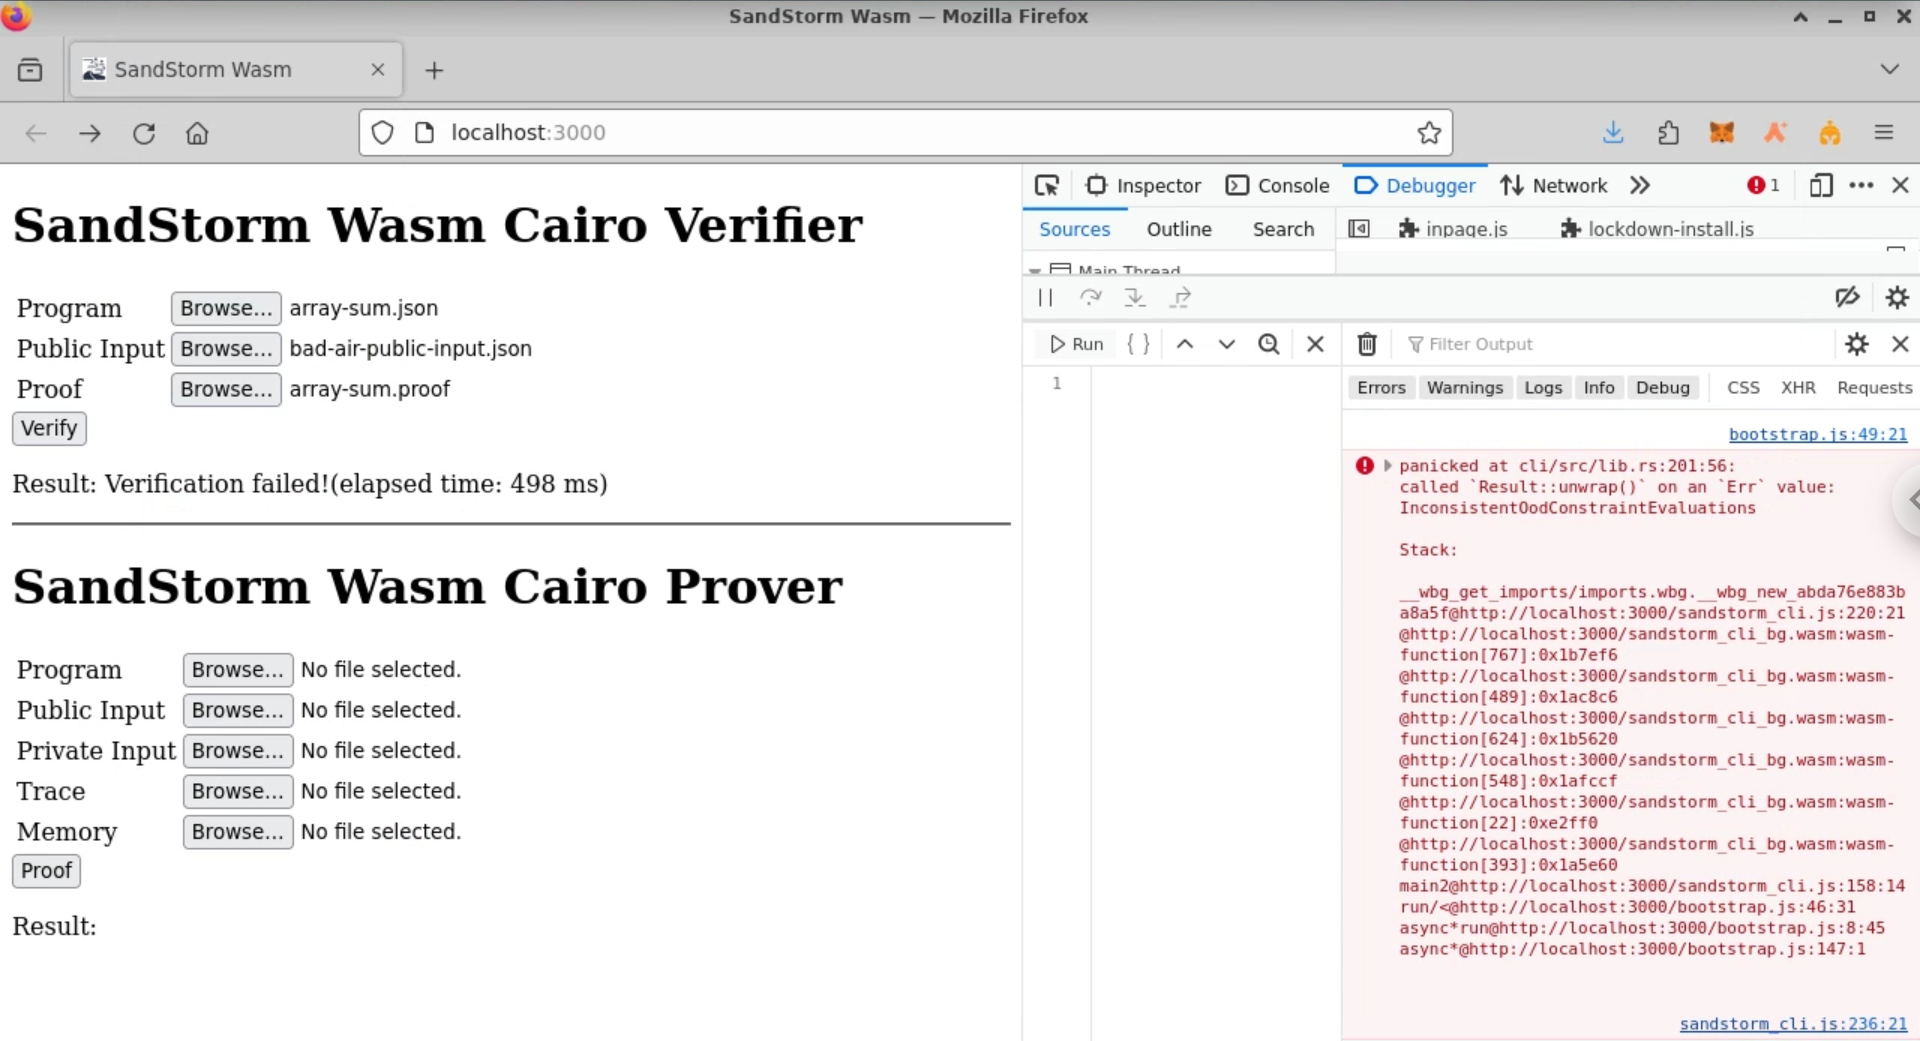 SandStorm Wasm — Mozilla Firefox
SandStorm Wasm
localhost:3000
SandStorm Wasm Cairo Verifier
Program Browse... array-sum.json
Public Input Browse... bad-air-public-input.json
Proof Browse... array-sum.proof
Verify
Result: Verification failed!(elapsed time: 498 ms)
SandStorm Wasm Cairo Prover
Program Browse... No file selected.
Public Input Browse... No file selected.
Private Input Browse... No file selected.
Trace Browse... No file selected.
Memory Browse... No file selected.
Proof
Result:
Inspector Console Debugger Network 1
Sources Outline Search inpage.js lockdown-install.js
Main Thread
Run { } Filter Output
1
Errors Warnings Logs Info Debug CSS XHR Requests
bootstrap.js:49:21
panicked at cli/src/lib.rs:201:56:
called `Result::unwrap()` on an `Err` value:
InconsistentOodConstraintEvaluations
Stack:
__wbg_get_imports/imports.wbg.__wbg_new_abda76e883b
a8a5f@http://localhost:3000/sandstorm_cli.js:220:21
@http://localhost:3000/sandstorm_cli_bg.wasm:wasm-
function[767]:0x1b7ef6
@http://localhost:3000/sandstorm_cli_bg.wasm:wasm-
function[489]:0x1ac8c6
@http://localhost:3000/sandstorm_cli_bg.wasm:wasm-
function[624]:0x1b5620
@http://localhost:3000/sandstorm_cli_bg.wasm:wasm-
function[548]:0x1afccf
@http://localhost:3000/sandstorm_cli_bg.wasm:wasm-
function[22]:0xe2ff0
@http://localhost:3000/sandstorm_cli_bg.wasm:wasm-
function[393]:0x1a5e60
main2@http://localhost:3000/sandstorm_cli.js:158:14
run/<@http://localhost:3000/bootstrap.js:46:31
async*run@http://localhost:3000/bootstrap.js:8:45
async*@http://localhost:3000/bootstrap.js:147:1
sandstorm_cli.js:236:21